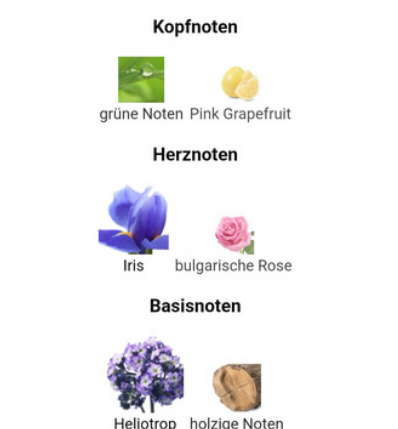 Kopfnoten
grüne Noten Pink Grapefruit
Herznoten
Iris bulgarische Rose
Basisnoten
Heliotrop holzige Noten